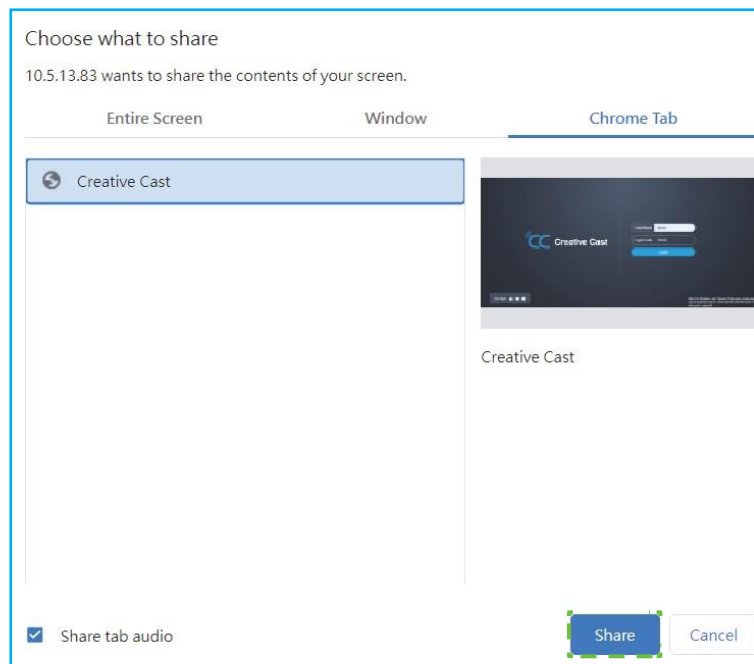 Choose what to share
10.5.13.83 wants to share the contents of your screen.
Entire Screen
Window
Chrome Tab
Creative Cast
CC Creative Cast
Creative Cast
Share tab audio
Share
Cancel